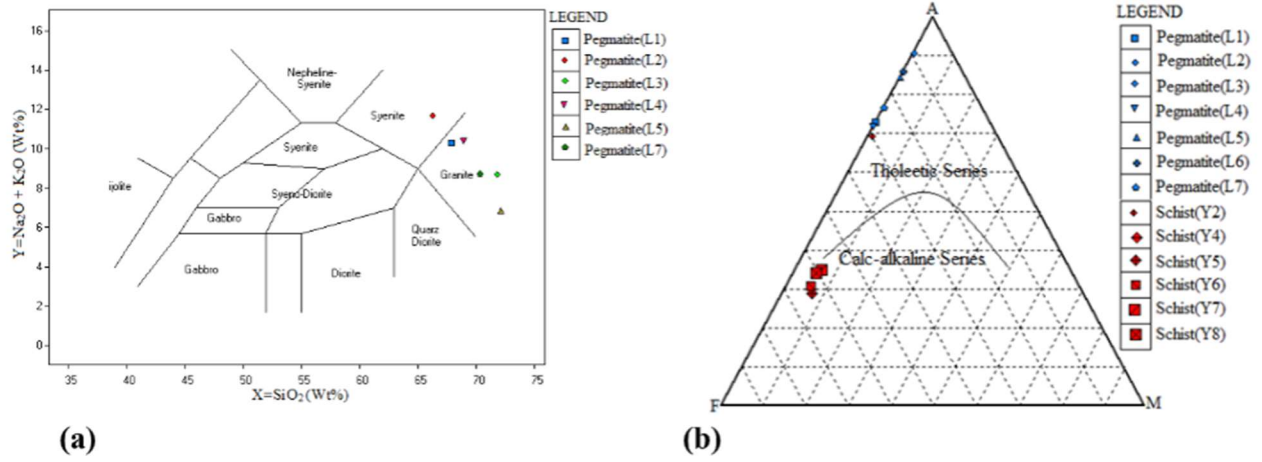 LEGEND
Pegmatite(L1)
Pegmatite(L2)
Pegmatite(L3)
Pegmatite(L4)
Pegmatite(L5)
Pegmatite(L7)
Y=Na2O + K2O (Wt%)
16
14
12
10
8
6
4
2
0
Nepheline-
Syenite
Syenite
Syenite
ijolite
Syeno-Diorite
Granite
Gabbro
Quarz
Diorite
Gabbro
Diorite
35
40
45
50
55
60
65
70
75
X=SiO2(Wt%)
(a)
A
Tholeetic Series
Calc-alkaline Series
F
M
LEGEND
Pegmatite(L1)
Pegmatite(L2)
Pegmatite(L3)
Pegmatite(L4)
Pegmatite(L5)
Pegmatite(L6)
Pegmatite(L7)
Schist(Y2)
Schist(Y4)
Schist(Y5)
Schist(Y6)
Schist(Y7)
Schist(Y8)
(b)